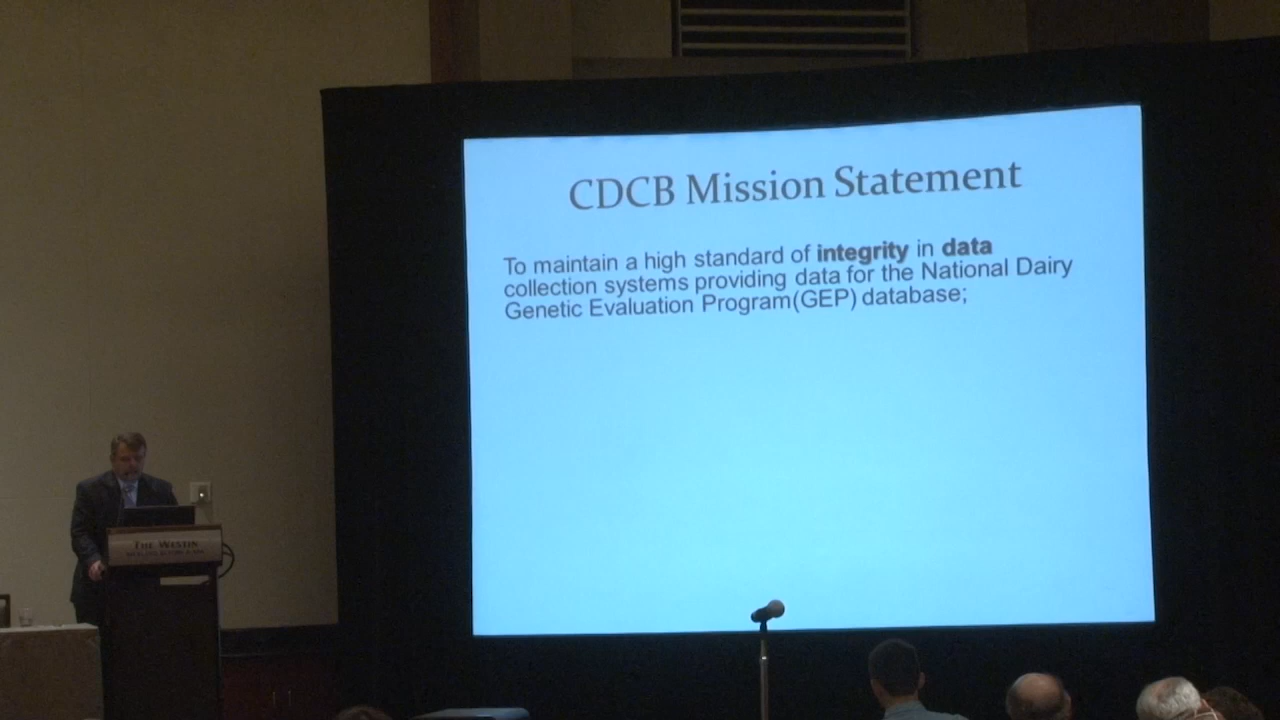 CDCB Mission Statement
To maintain a high standard of integrity in data
collection systems providing data for the National Dairy
Genetic Evaluation Program(GEP) database;
THE WESTIN